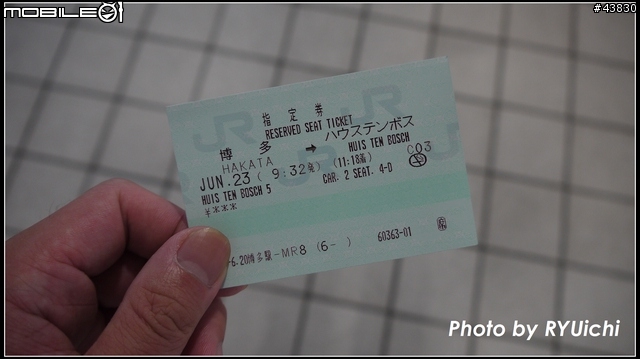 MOBILE01
#43830
指定券
RESERVED SEAT TICKET
博多 → ハウステンボス
HAKATA HUIS TEN BOSCH
JUN.23 ( 9:32発) (11:18着) C03
HUIS TEN BOSCH 5 CAR. 2 SEAT. 4-D
¥***
-6.20博多駅-MR8 (6- ) 60363-01
JR
Photo by RYUichi